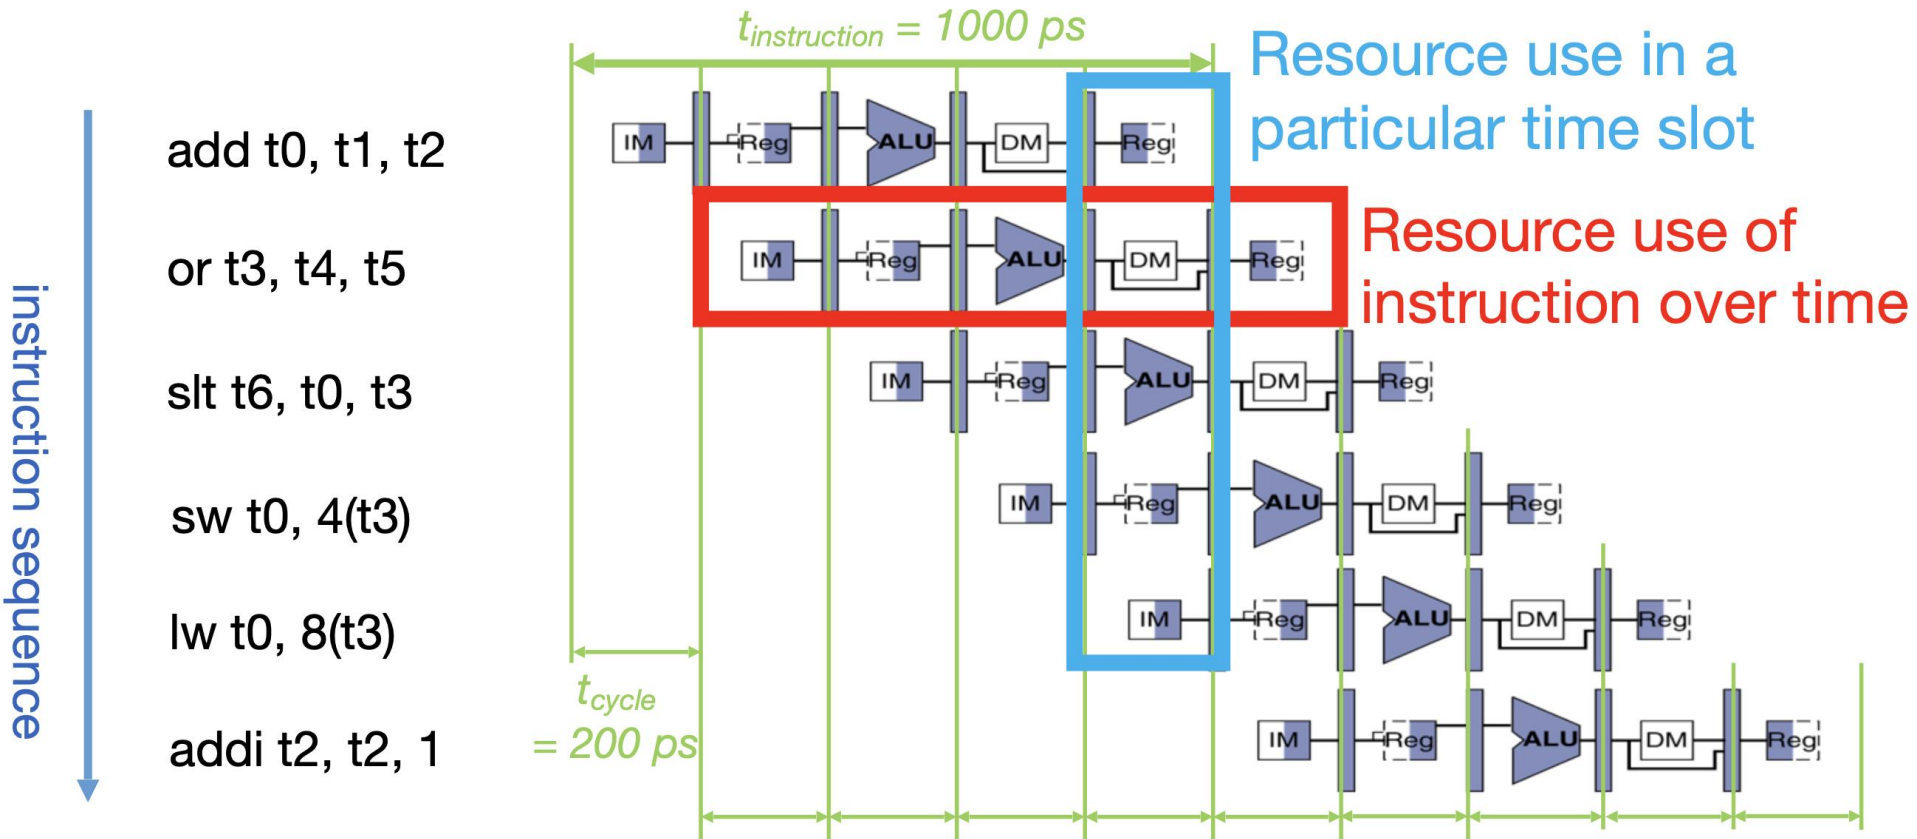 t_instruction = 1000 ps
Resource use in a
particular time slot
add t0, t1, t2
IM Reg ALU DM Reg
or t3, t4, t5
IM Reg ALU DM Reg
Resource use of
instruction over time
slt t6, t0, t3
IM Reg ALU DM Reg
sw t0, 4(t3)
IM Reg ALU DM Reg
lw t0, 8(t3)
IM Reg ALU DM Reg
addi t2, t2, 1
IM Reg ALU DM Reg
t_cycle
= 200 ps
instruction sequence